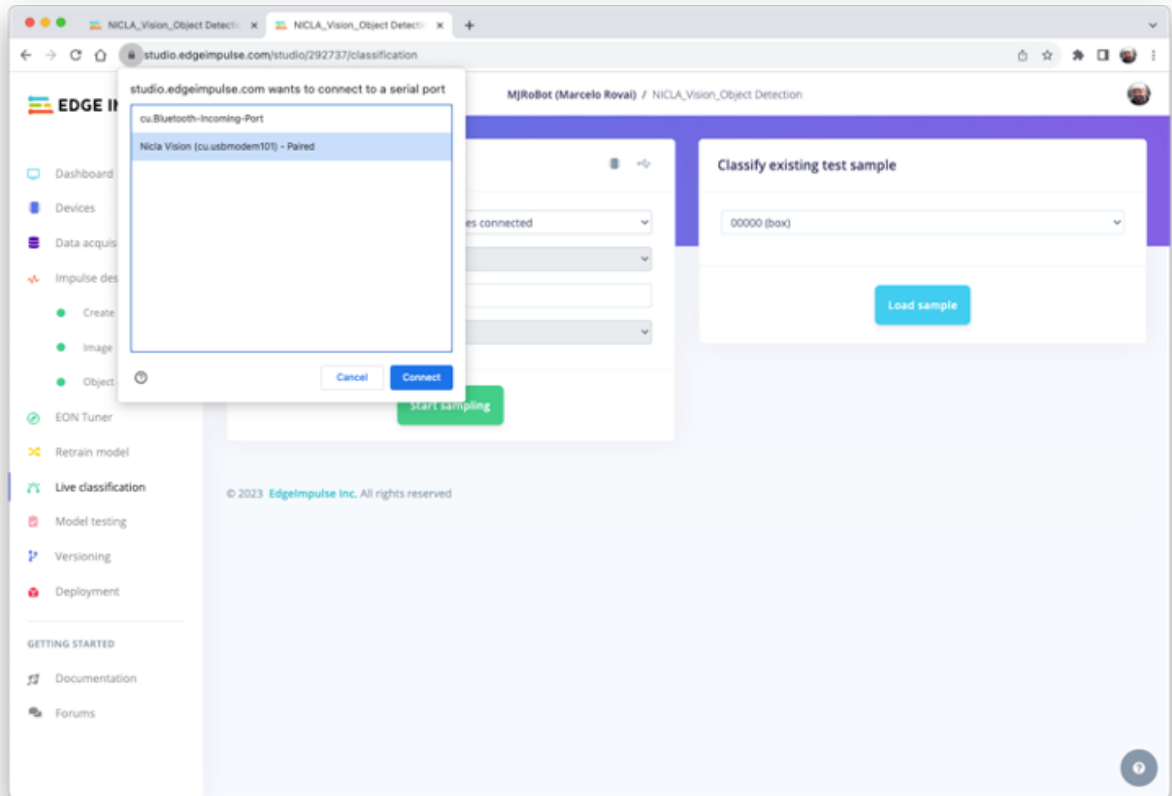 NICLA_Vision_Object Detecti
NICLA_Vision_Object Detectic
studio.edgeimpulse.com/studio/292737/classification
studio.edgeimpulse.com wants to connect to a serial port
cu.Bluetooth-Incoming-Port
Nicla Vision (cu.usbmodem101) - Paired
Cancel
Connect
EDGE IM
MJRoBot (Marcelo Rovai) / NICLA_Vision_Object Detection
Dashboard
Devices
Data acquis
Impulse des
Create
Image
Object
EON Tuner
Retrain model
Live classification
Model testing
Versioning
Deployment
GETTING STARTED
Documentation
Forums
es connected
Start sampling
Classify existing test sample
00000 (box)
Load sample
© 2023 EdgeImpulse Inc. All rights reserved